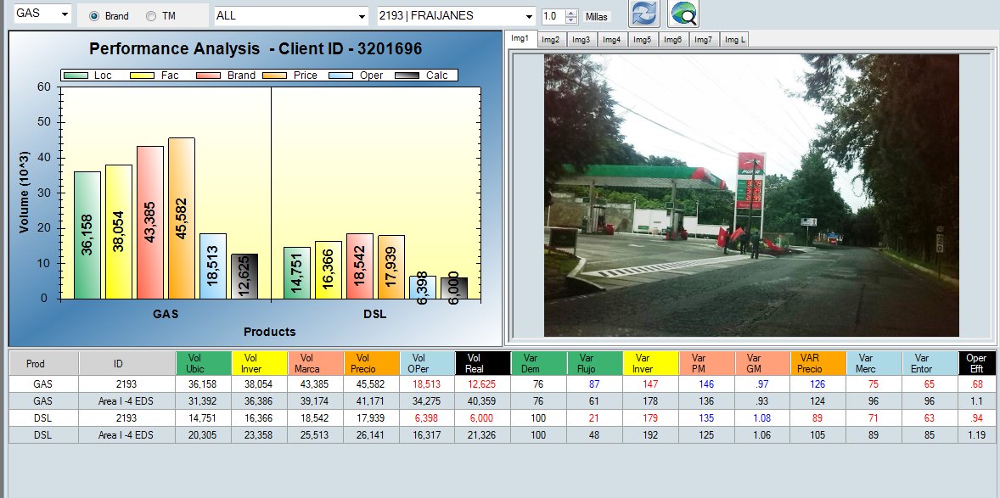 GAS Brand TM ALL 2193 | FRAIJANES 1.0 Millas
Performance Analysis - Client ID - 3201696
Loc Fac Brand Price Oper Calc
Volume (10^3)
60
50
40
30
20
10
0
36,158 38,054 43,385 45,582 18,513 12,625 14,751 16,366 18,542 17,939 6,398 6,000
GAS DSL
Products
Img1 Img2 Img3 Img4 Img5 Img6 Img7 Img L
PUMA
Prod ID Vol Ubic Vol Inver Vol Marca Vol Precio Vol OPer Vol Real Var Dem Var Flujo Var Inver Var PM Var GM VAR Precio Var Merc Var Entor Oper Efft
GAS 2193 36,158 38,054 43,385 45,582 18,513 12,625 76 87 147 146 .97 126 75 65 .68
GAS Area I -4 EDS 31,392 36,386 39,174 41,171 34,275 40,359 76 61 178 136 .93 124 96 96 1.1
DSL 2193 14,751 16,366 18,542 17,939 6,398 6,000 100 21 179 135 1.08 89 71 63 .94
DSL Area I -4 EDS 20,305 23,358 25,513 26,141 16,317 21,326 100 48 192 125 1.06 105 89 85 1.19